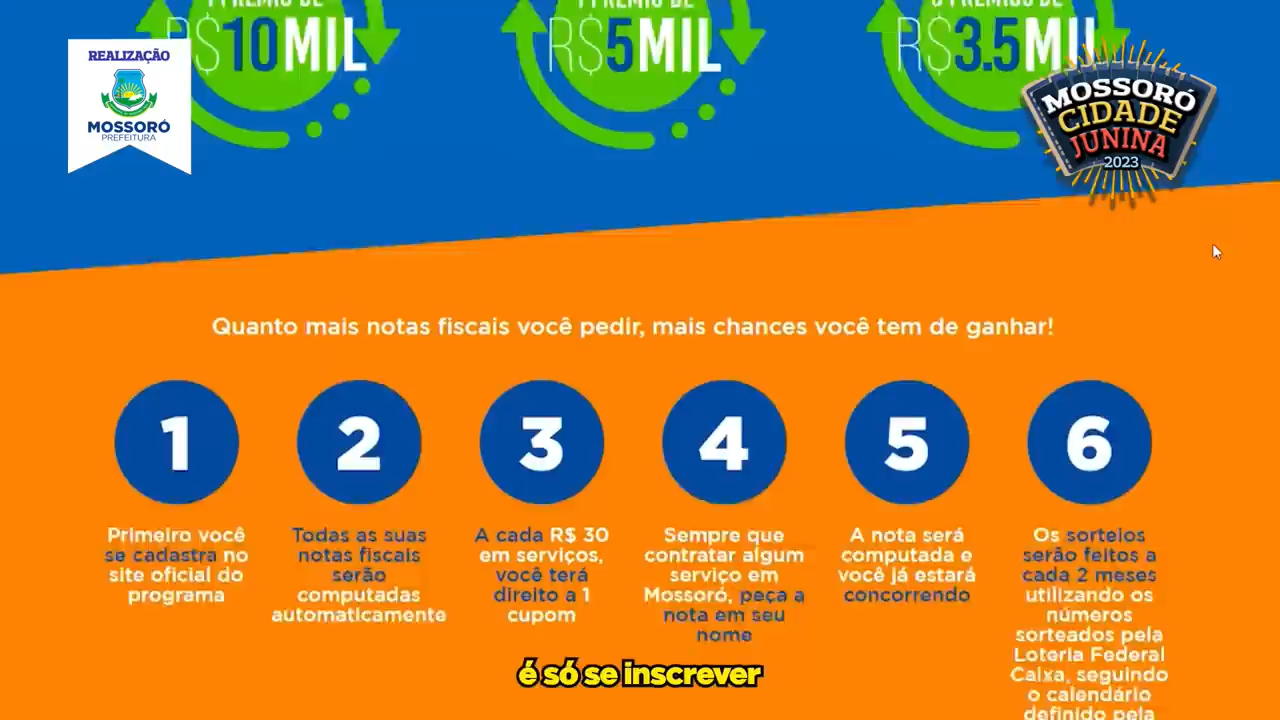 R$10MIL
R$5MIL
R$3.5MIL
REALIZAÇÃO
MOSSORÓ
PREFEITURA
MOSSORÓ
CIDADE
JUNINA
2023
Quanto mais notas fiscais você pedir, mais chances você tem de ganhar!
1
Primeiro você
se cadastra no
site oficial do
programa
2
Todas as suas
notas fiscais
serão
computadas
automaticamente
3
A cada R$ 30
em serviços,
você terá
direito a 1
cupom
4
Sempre que
contratar algum
serviço em
Mossoró, peça a
nota em seu
nome
5
A nota será
computada e
você já estará
concorrendo
6
Os sorteios
serão feitos a
cada 2 meses
utilizando os
números
sorteados pela
Loteria Federal
Caixa, seguindo
o calendário
definido pela
é só se inscrever